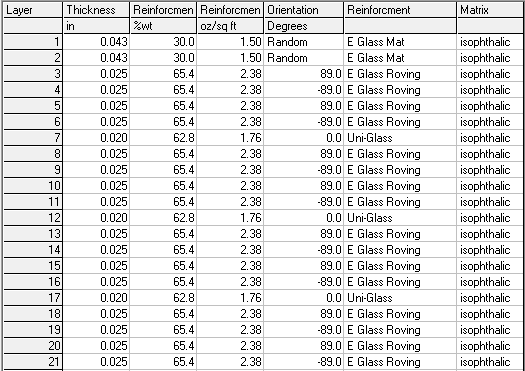 Layer Thickness Reinforcmen Reinforcmen Orientation Reinforcment Matrix
in %wt oz/sq ft Degrees
1 0.043 30.0 1.50 Random E Glass Mat isophthalic
2 0.043 30.0 1.50 Random E Glass Mat isophthalic
3 0.025 65.4 2.38 89.0 E Glass Roving isophthalic
4 0.025 65.4 2.38 -89.0 E Glass Roving isophthalic
5 0.025 65.4 2.38 89.0 E Glass Roving isophthalic
6 0.025 65.4 2.38 -89.0 E Glass Roving isophthalic
7 0.020 62.8 1.76 0.0 Uni-Glass isophthalic
8 0.025 65.4 2.38 89.0 E Glass Roving isophthalic
9 0.025 65.4 2.38 -89.0 E Glass Roving isophthalic
10 0.025 65.4 2.38 89.0 E Glass Roving isophthalic
11 0.025 65.4 2.38 -89.0 E Glass Roving isophthalic
12 0.020 62.8 1.76 0.0 Uni-Glass isophthalic
13 0.025 65.4 2.38 89.0 E Glass Roving isophthalic
14 0.025 65.4 2.38 -89.0 E Glass Roving isophthalic
15 0.025 65.4 2.38 89.0 E Glass Roving isophthalic
16 0.025 65.4 2.38 -89.0 E Glass Roving isophthalic
17 0.020 62.8 1.76 0.0 Uni-Glass isophthalic
18 0.025 65.4 2.38 89.0 E Glass Roving isophthalic
19 0.025 65.4 2.38 -89.0 E Glass Roving isophthalic
20 0.025 65.4 2.38 89.0 E Glass Roving isophthalic
21 0.025 65.4 2.38 -89.0 E Glass Roving isophthalic